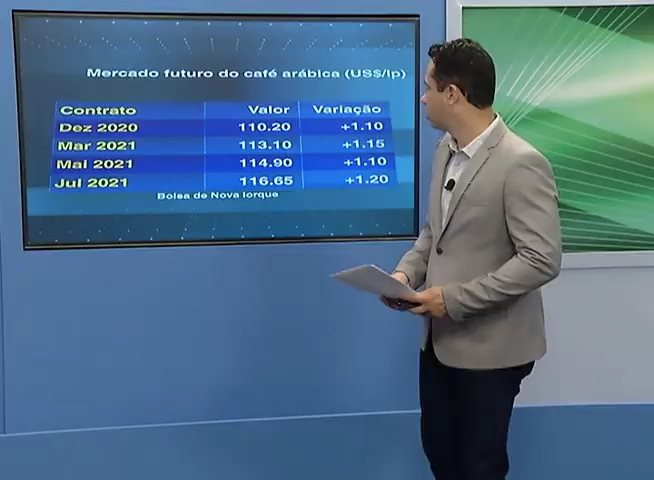 Mercado futuro do café arábica (US$/lp)
Contrato Valor Variação
Dez 2020 110.20 +1.10
Mar 2021 113.10 +1.15
Mai 2021 114.90 +1.10
Jul 2021 116.65 +1.20
Bolsa de Nova Iorque